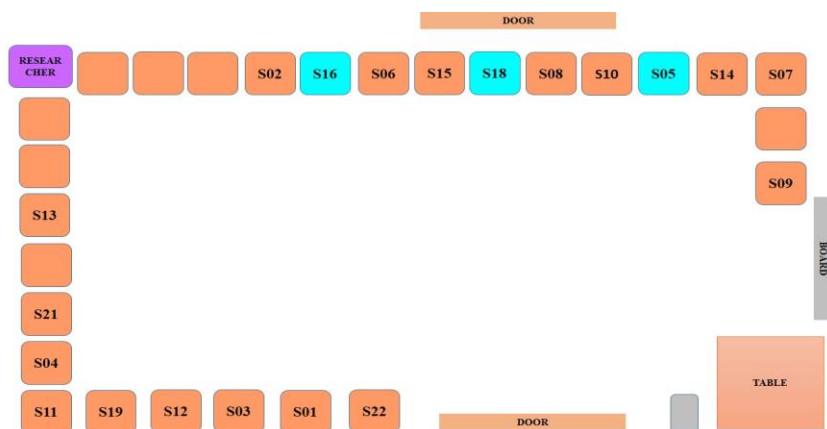 DOOR
RESEAR
CHER
S02
S16
S06
S15
S18
S08
S10
S05
S14
S07
S09
S13
BOARD
S21
S04
TABLE
S11
S19
S12
S03
S01
S22
DOOR